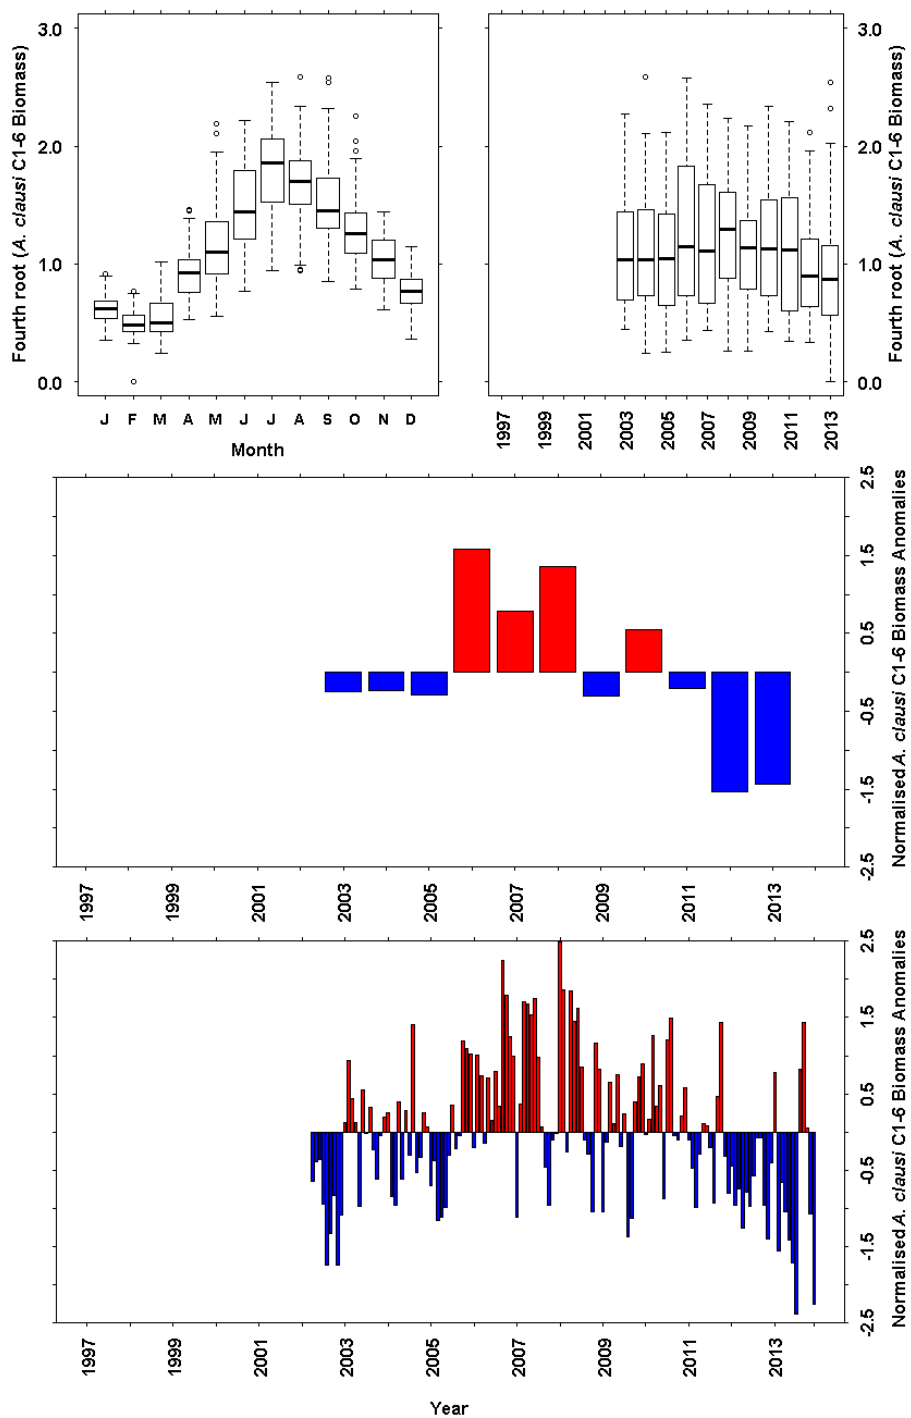 Fourth root (A. clausi C1-6 Biomass)
3.0
2.0
1.0
0.0
J F M A M J J A S O N D
Month
3.0
2.0
1.0
0.0
Fourth root (A. clausi C1-6 Biomass)
1997 1999 2001 2003 2005 2007 2009 2011 2013
2.5
1.5
0.5
-0.5
-1.5
-2.5
Normalised A. clausi C1-6 Biomass Anomalies
1997 1999 2001 2003 2005 2007 2009 2011 2013
2.5
1.5
0.5
-0.5
-1.5
-2.5
Normalised A. clausi C1-6 Biomass Anomalies
1997 1999 2001 2003 2005 2007 2009 2011 2013
Year